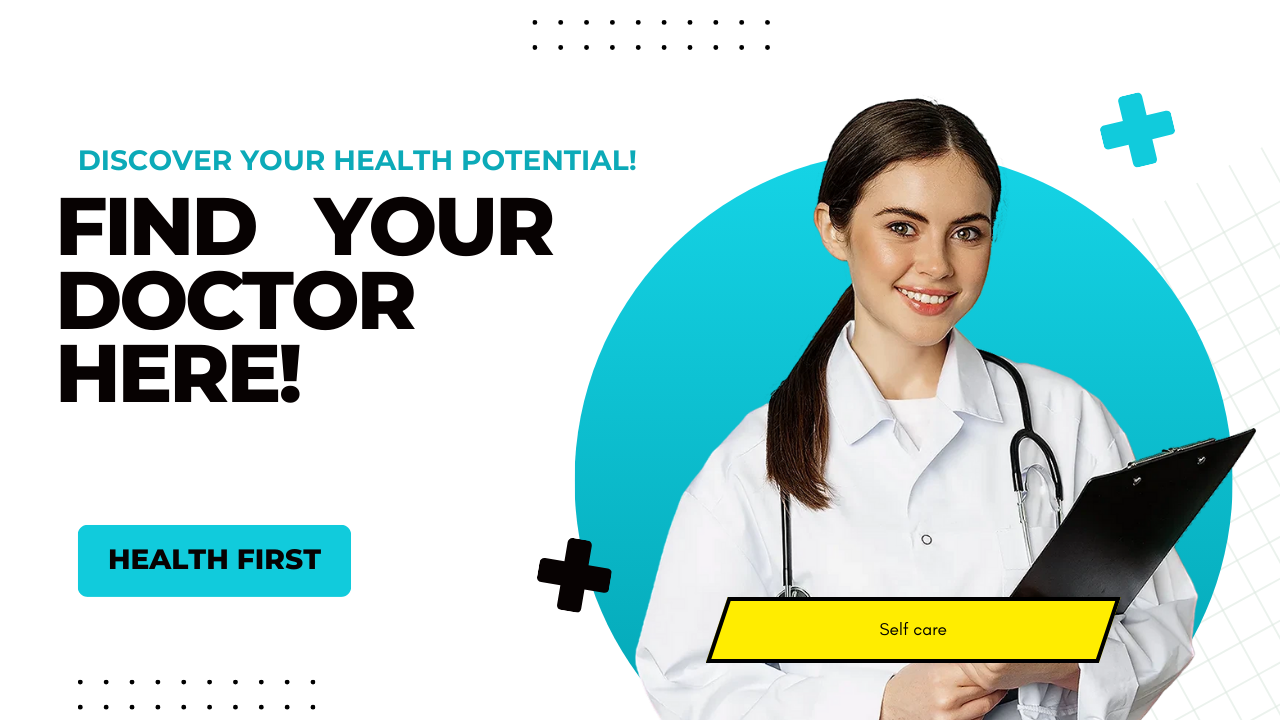 DISCOVER YOUR HEALTH POTENTIAL!
FIND YOUR
DOCTOR
HERE!
HEALTH FIRST
Self care